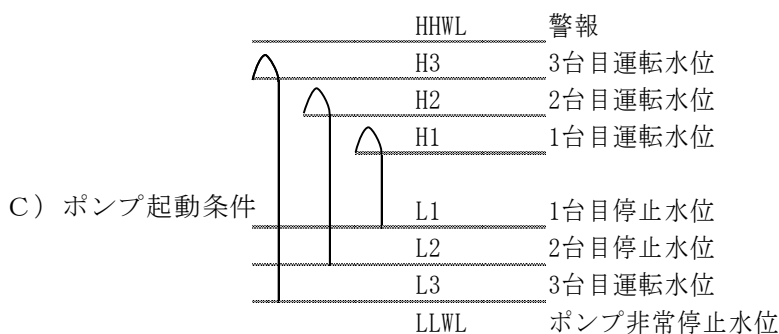 HHWL 警報
H3 3台目運転水位
H2 2台目運転水位
H1 1台目運転水位
C) ポンプ起動条件
L1 1台目停止水位
L2 2台目停止水位
L3 3台目運転水位
LLWL ポンプ非常停止水位